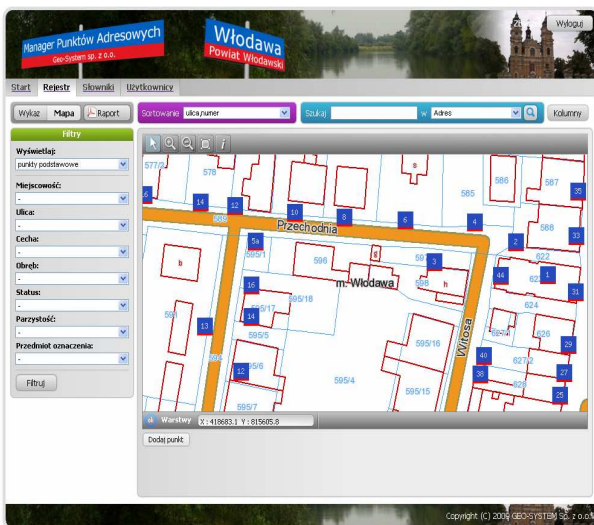 Manager Punktów Adresowych
Geo-System sp. z o.o.
Włodawa
Powiat Włodawski
Wyloguj
Start Rejestr Słowniki Użytkownicy
Wykaz Mapa Raport
Sortowanie ulica,numer
Szukaj w Adres
Kolumny
Filtry
Wyświetlaj:
punkty podstawowe
Miejscowość:
-
Ulica:
-
Cecha:
-
Obręb:
-
Status:
-
Parzystość:
-
Przedmiot oznaczenia:
-
Filtruj
577/2 578 s 585 586 587 35
14 12 10 8 6 4
589 Przechodnia 588 33
2
5a 595/1 596 g 3 622
b m. Włodawa 598 h 44 1 31
16 595/18 624
595/17 14
13 595/5 595/16 Witosa 626 29
40 627/2
12 595/4 38 27
595/15 628 25
595/7
Warstwy X : 418683.1 Y : 815605.8
Dodaj punkt
Copyright (C) 2009 GEO-SYSTEM Sp. z o.o.